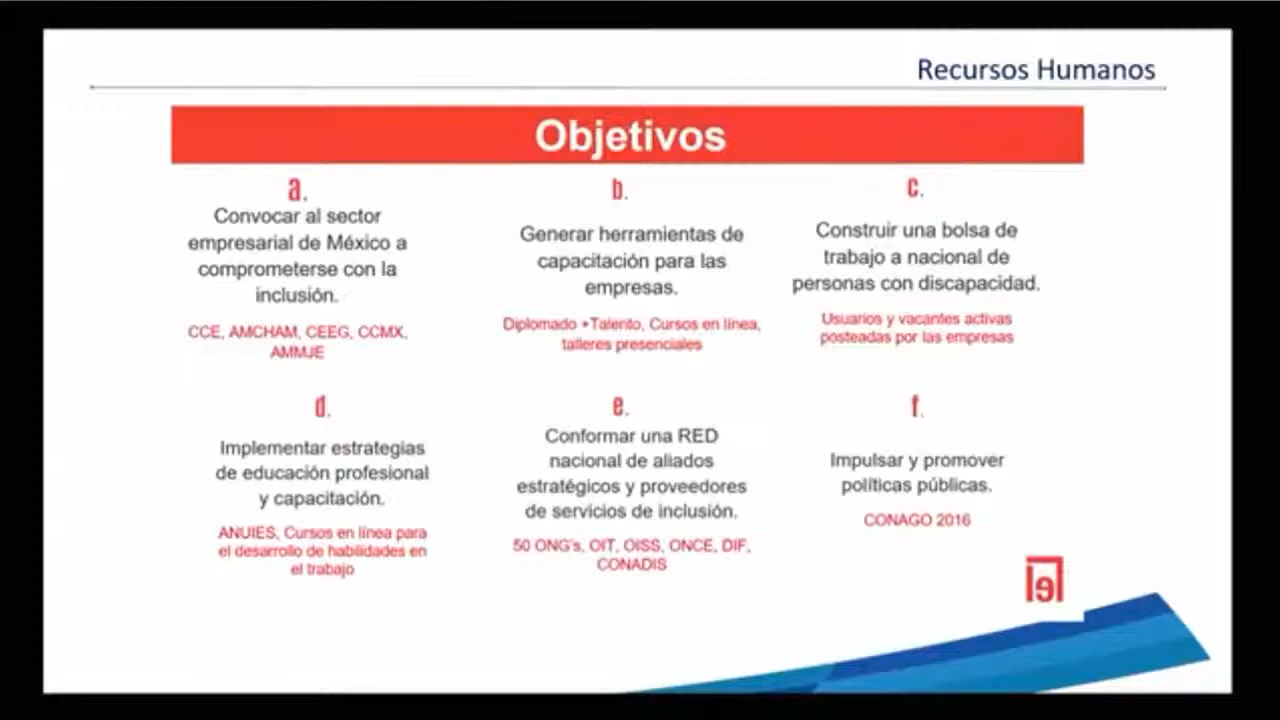 Recursos Humanos
Objetivos
a.
Convocar al sector
empresarial de México a
comprometerse con la
inclusión.
CCE, AMCHAM, CEEG, CCMX,
AMMJE
b.
Generar herramientas de
capacitación para las
empresas.
Diplomado +Talento, Cursos en línea,
talleres presenciales
c.
Construir una bolsa de
trabajo a nacional de
personas con discapacidad.
Usuarios y vacantes activas
posteadas por las empresas
d.
Implementar estrategias
de educación profesional
y capacitación.
ANUIES, Cursos en línea para
el desarrollo de habilidades en
el trabajo
e.
Conformar una RED
nacional de aliados
estratégicos y proveedores
de servicios de inclusión.
50 ONG's, OIT, OISS, ONCE, DIF,
CONADIS
f.
Impulsar y promover
políticas públicas.
CONAGO 2016